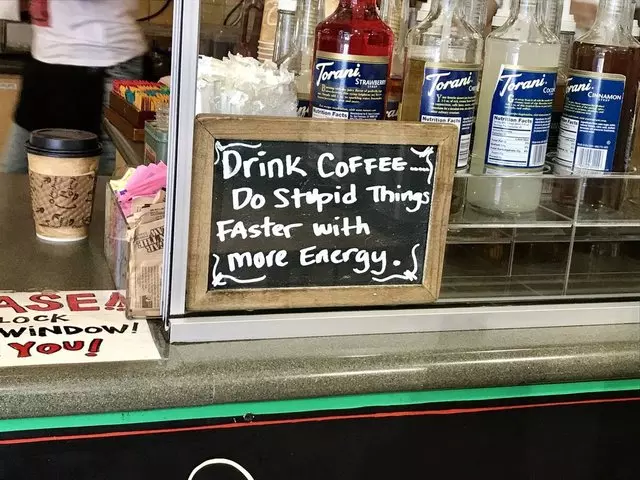 Drink Coffee....
Do Stupid Things
Faster with
more Energy.
Torani
Strawberry
Nutrition Facts
Torani
Nutrition Facts
Torani
Torani
Cinnamon
LOCK
WINDOW!
YOU!